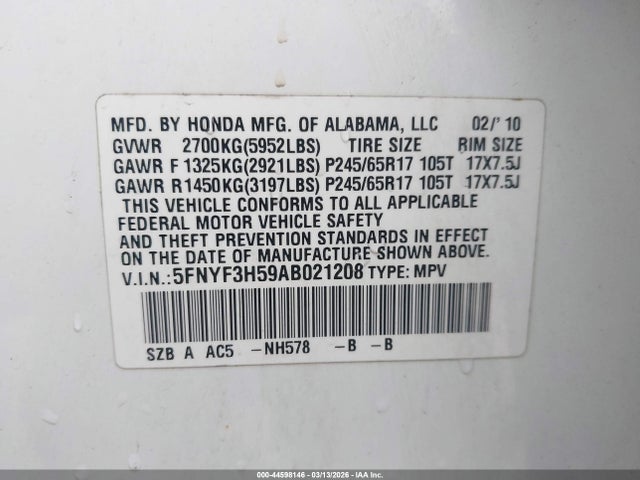 MFD. BY HONDA MFG. OF ALABAMA, LLC 02/' 10
GVWR 2700KG(5952LBS) TIRE SIZE RIM SIZE
GAWR F 1325KG(2921LBS) P245/65R17 105T 17X7.5J
GAWR R1450KG(3197LBS) P245/65R17 105T 17X7.5J
THIS VEHICLE CONFORMS TO ALL APPLICABLE
FEDERAL MOTOR VEHICLE SAFETY
AND THEFT PREVENTION STANDARDS IN EFFECT
ON THE DATE OF MANUFACTURE SHOWN ABOVE.
V.I.N.:5FNYF3H59AB021208 TYPE: MPV
SZB A AC5 -NH578 -B -B
000-44598146 - 03/13/2026 - IAA Inc.